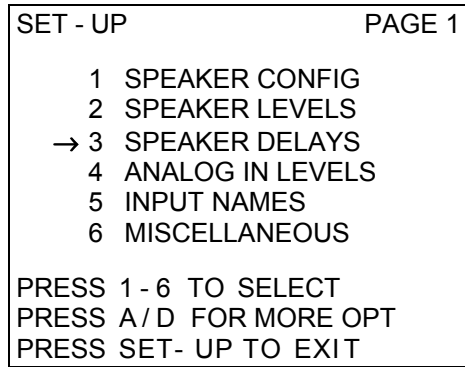 SET - UP PAGE 1
1 SPEAKER CONFIG
2 SPEAKER LEVELS
→ 3 SPEAKER DELAYS
4 ANALOG IN LEVELS
5 INPUT NAMES
6 MISCELLANEOUS
PRESS 1 - 6 TO SELECT
PRESS A / D FOR MORE OPT
PRESS SET- UP TO EXIT